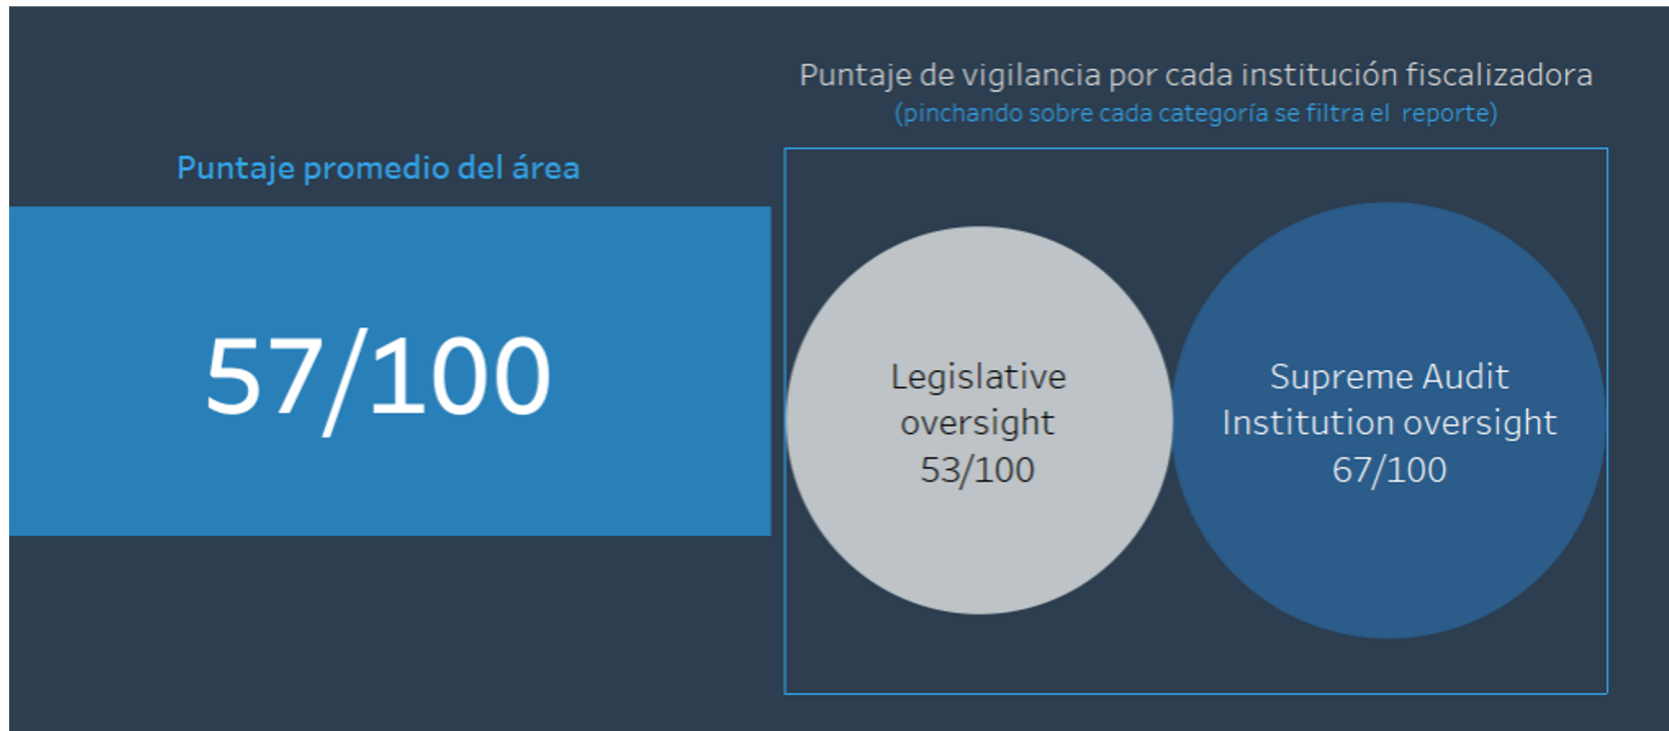 Puntaje de vigilancia por cada institución fiscalizadora
(pinchando sobre cada categoría se filtra el reporte)
Puntaje promedio del área
57/100
Legislative
oversight
53/100
Supreme Audit
Institution oversight
67/100